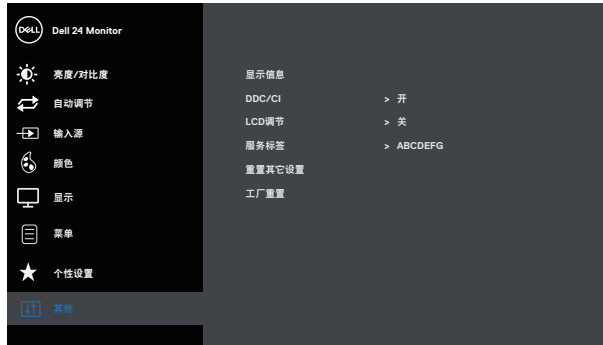 DELL Dell 24 Monitor
亮度/对比度
自动调节
输入源
颜色
显示
菜单
个性设置
其他
显示信息
DDC/CI > 开
LCD调节 > 关
服务标签 > ABCDEFG
重置其它设置
工厂重置